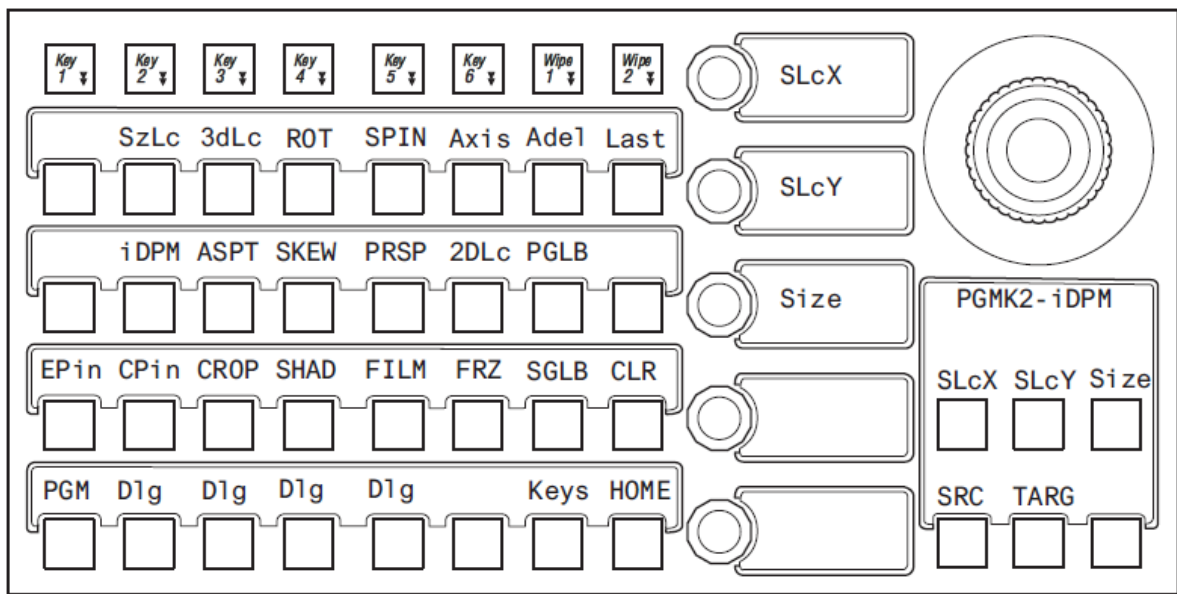 Key 1 Key 2 Key 3 Key 4 Key 5 Key 6 Wipe 1 Wipe 2
SLcX
SzLc 3dLc ROT SPIN Axis Adel Last
SLcY
iDPM ASPT SKEW PRSP 2DLc PGLB
Size
PGMK2-iDPM
EPin CPin CROP SHAD FILM FRZ SGLB CLR
SLcX SLcY Size
PGM Dlg Dlg Dlg Dlg Keys HOME
SRC TARG